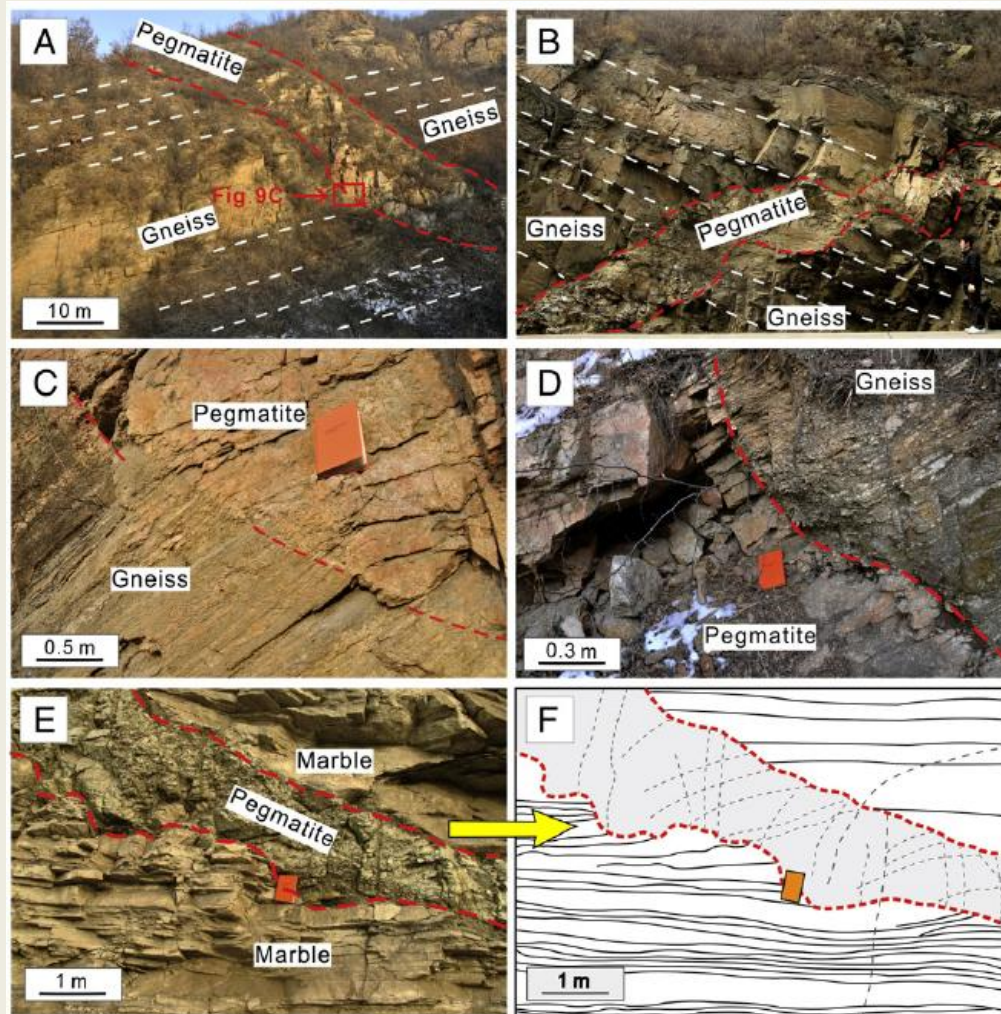 A
Pegmatite
Gneiss
Fig 9C
Gneiss
10 m
B
Gneiss
Pegmatite
Gneiss
C
Pegmatite
Gneiss
0.5 m
D
Gneiss
Pegmatite
0.3 m
E
Marble
Pegmatite
Marble
1 m
F
1 m